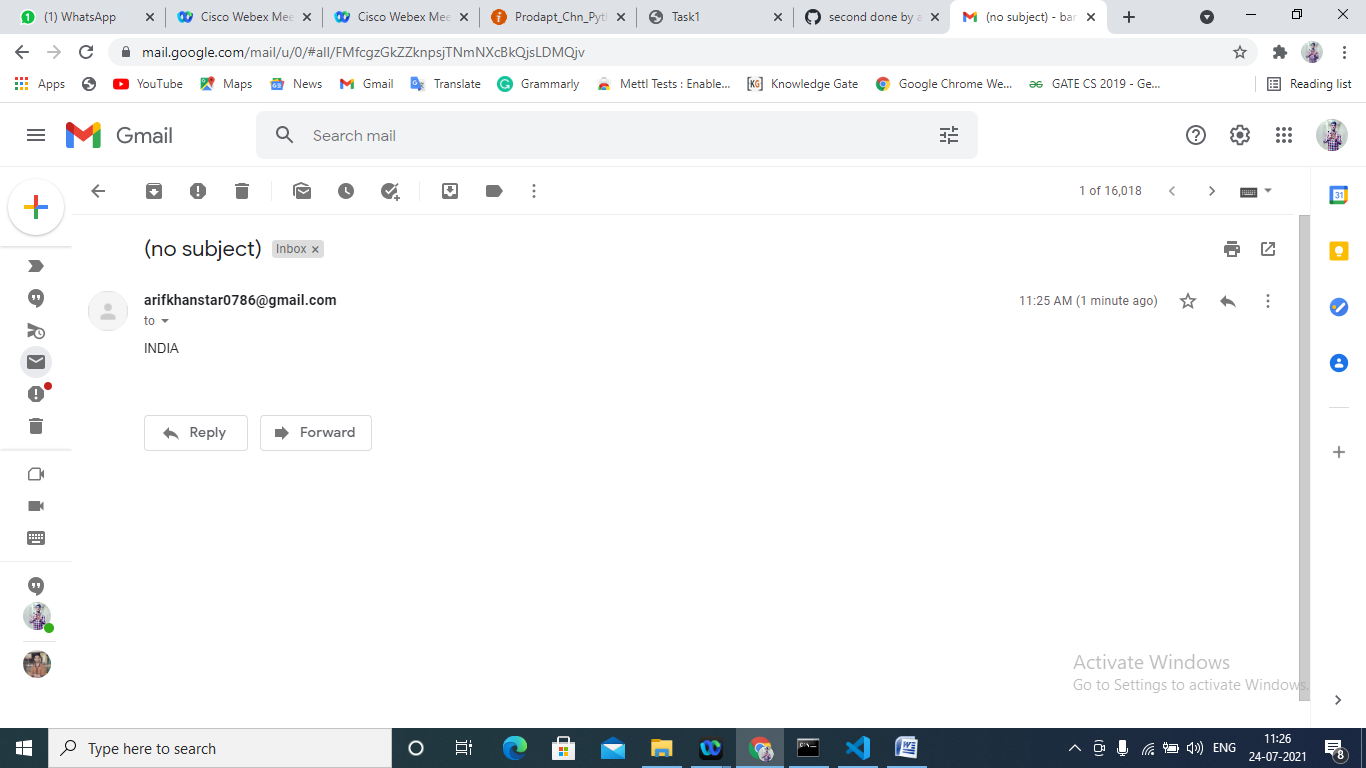 (1) WhatsApp
Cisco Webex Mee
Cisco Webex Mee
Prodapt_Chn_Pyth
Task1
second done by a
(no subject) - bar
mail.google.com/mail/u/0/#all/FMfcgzGkZZknpsjTNmNXcBkQjsLDMQjv
Apps YouTube Maps News Gmail Translate Grammarly Mettl Tests : Enable... Knowledge Gate Google Chrome We... GATE CS 2019 - Ge... Reading list
Gmail
Search mail
1 of 16,018
(no subject) Inbox ×
arifkhanstar0786@gmail.com 11:25 AM (1 minute ago)
to
INDIA
Reply Forward
Activate Windows
Go to Settings to activate Windows.
Type here to search
ENG
11:26
24-07-2021
8